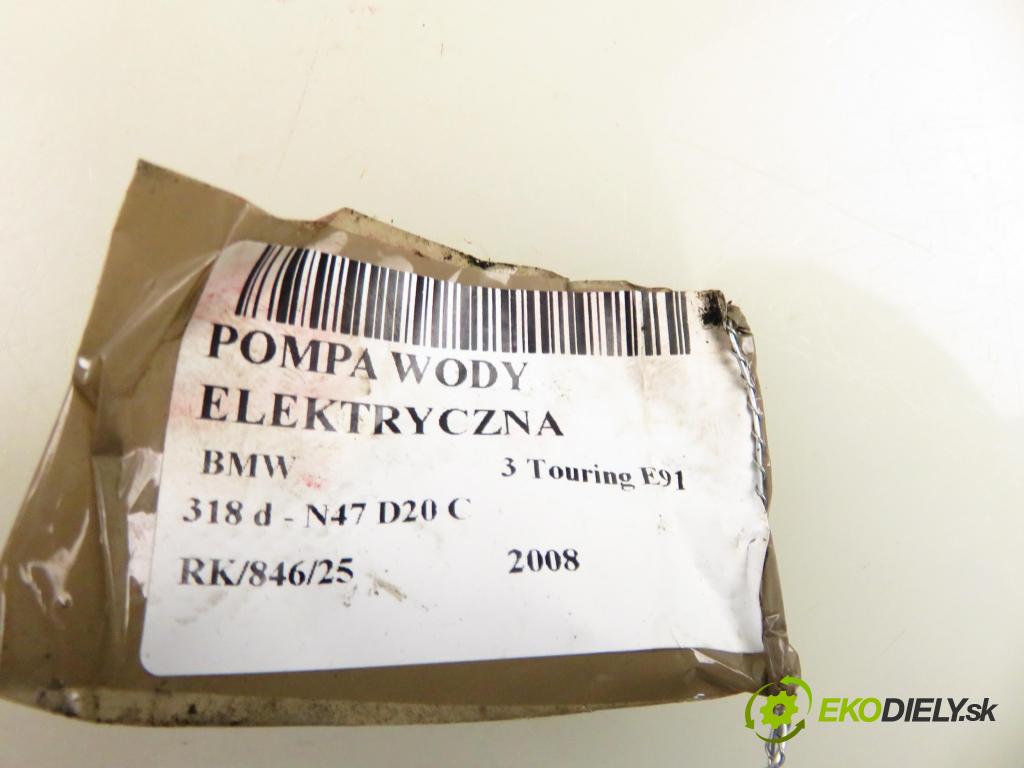 POMPA WODY
ELEKTRYCZNA
BMW 3 Touring E91
318 d - N47 D20 C
RK/846/25 2008
EKODIELY.sk